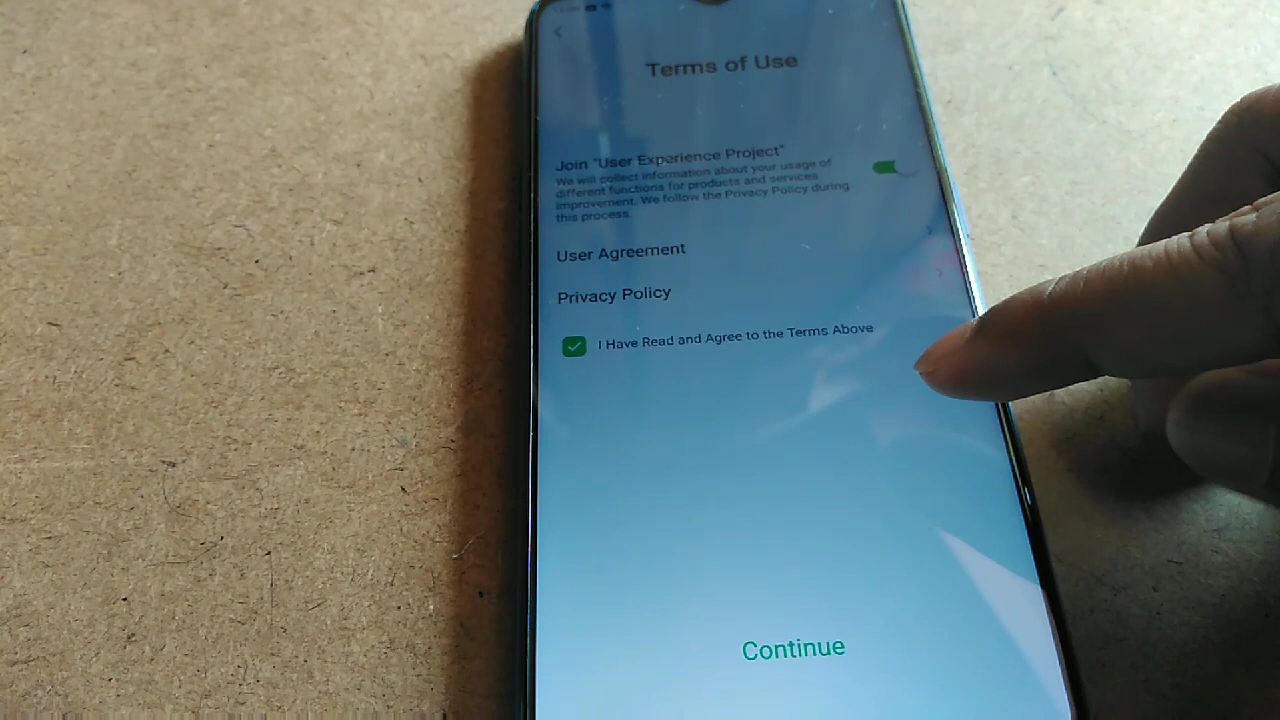 Terms of Use
Join "User Experience Project"
We will collect information about your usage of
different functions for products and services
improvement. We follow the Privacy Policy during
this process.
User Agreement
Privacy Policy
I Have Read and Agree to the Terms Above
Continue